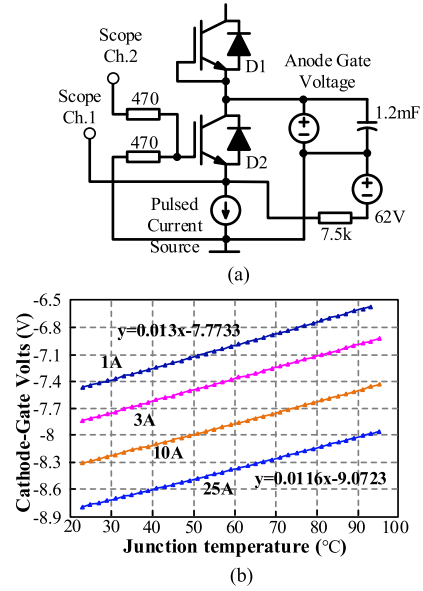 Scope
Ch.2
D1
Anode Gate
Voltage
Scope
Ch.1
470
1.2mF
470
D2
Pulsed
Current
Source
62V
7.5k
(a)
-6.5
-6.8
-7.1
-7.4
-7.7
-8
-8.3
-8.6
-8.9
Cathode-Gate Volts (V)
y=0.013x-7.7733
1A
3A
10A
25A
y=0.0116x-9.0723
20 30 40 50 60 70 80 90 100
Junction temperature (°C)
(b)